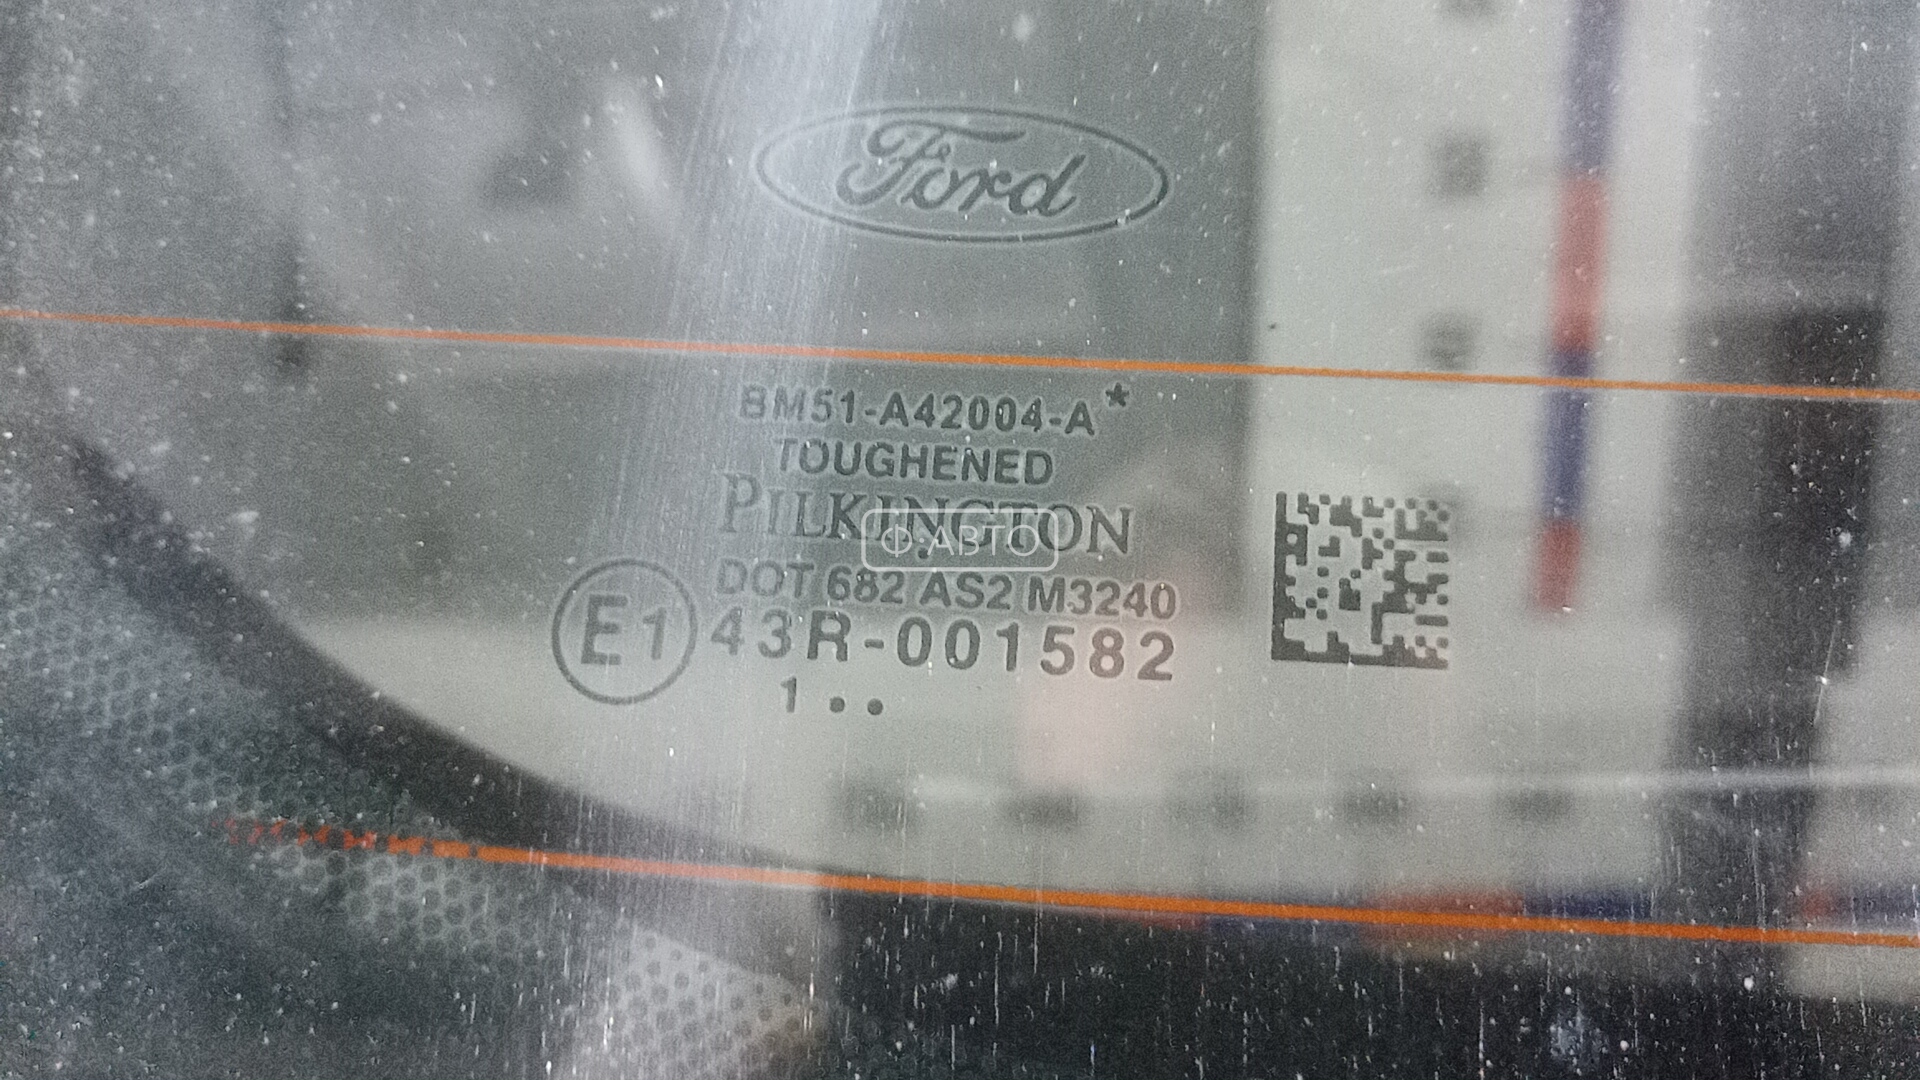 Ford
BM51-A42004-A*
TOUGHENED
PILKINGTON
Ф АВТО
DOT 682 AS2 M3240
E1 43R-001582
1 ● ●